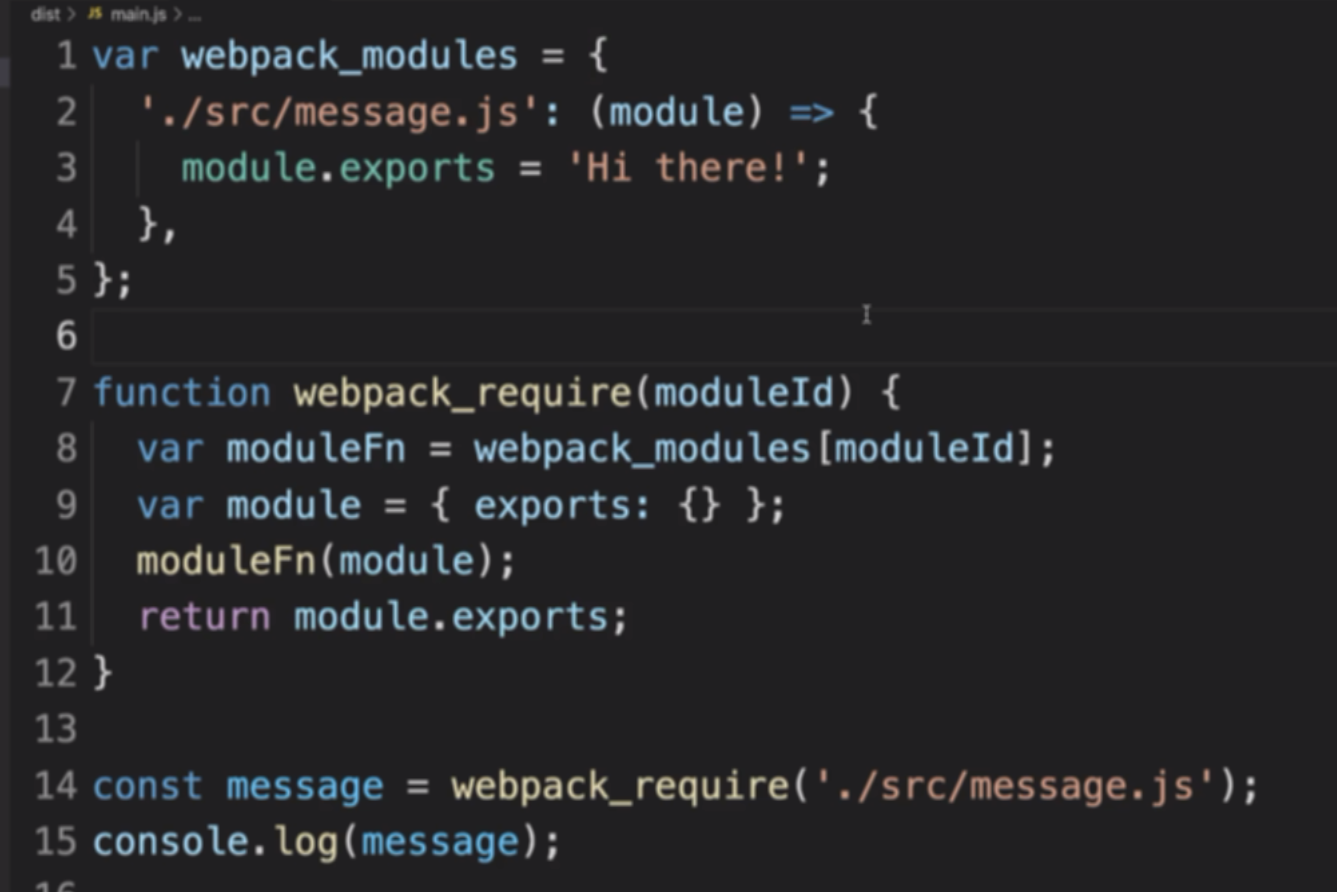 dist > JS main.js > ...
1 var webpack_modules = {
2 './src/message.js': (module) => {
3 module.exports = 'Hi there!';
4 },
5 };
6
7 function webpack_require(moduleId) {
8 var moduleFn = webpack_modules[moduleId];
9 var module = { exports: {} };
10 moduleFn(module);
11 return module.exports;
12 }
13
14 const message = webpack_require('./src/message.js');
15 console.log(message);
16